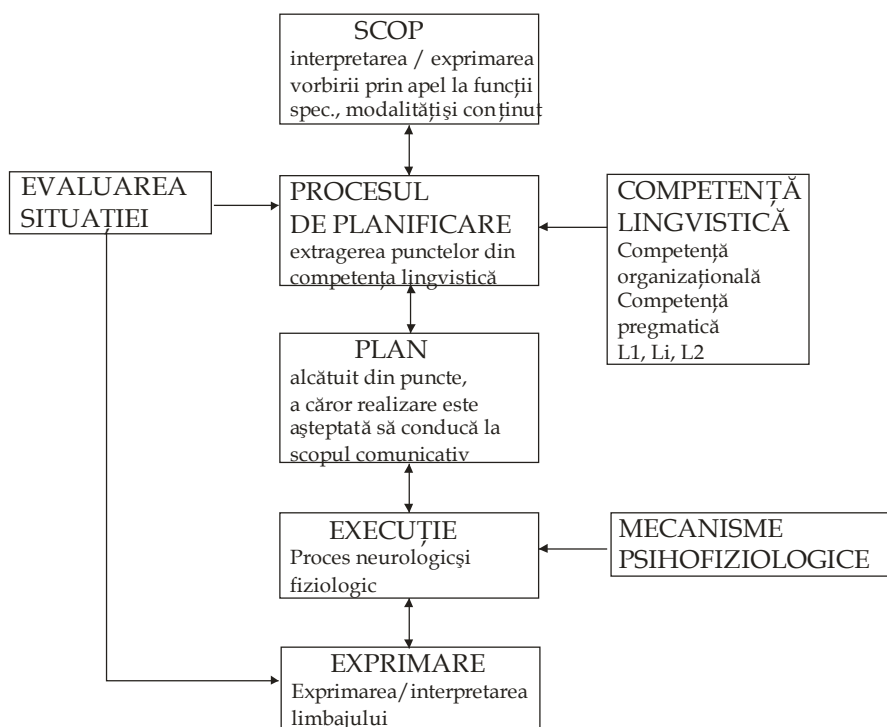 SCOP
interpretarea / exprimarea
vorbirii prin apel la funcții
spec., modalitățişi conținut
EVALUAREA
SITUAȚIEI
PROCESUL
DE PLANIFICARE
extragerea punctelor din
competența lingvistică
COMPETENȚĂ
LINGVISTICĂ
Competență
organizațională
Competență
pregmatică
L1, Li, L2
PLAN
alcătuit din puncte,
a căror realizare este
aşteptată să conducă la
scopul comunicativ
EXECUȚIE
Proces neurologicşi
fiziologic
MECANISME
PSIHOFIZIOLOGICE
EXPRIMARE
Exprimarea/interpretarea
limbajului